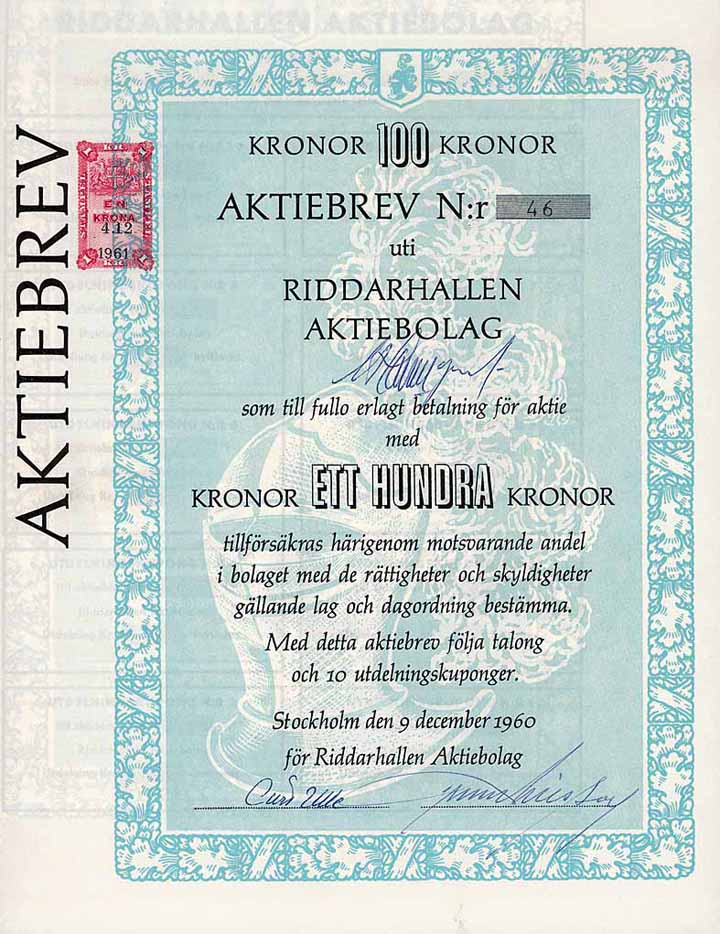 RIDDARHALLEN AKTIEBOLAG
AKTIEBREV
EN
KRONA
4.12
1961
KRONOR 100 KRONOR
AKTIEBREV N:r 46
uti
RIDDARHALLEN
AKTIEBOLAG
som till fullo erlagt betalning för aktie
med
KRONOR ETT HUNDRA KRONOR
tillförsäkras härigenom motsvarande andel
i bolaget med de rättigheter och skyldigheter
gällande lag och dagordning bestämma.
Med detta aktiebrev följa talong
och 10 utdelningskuponger.
Stockholm den 9 december 1960
för Riddarhallen Aktiebolag